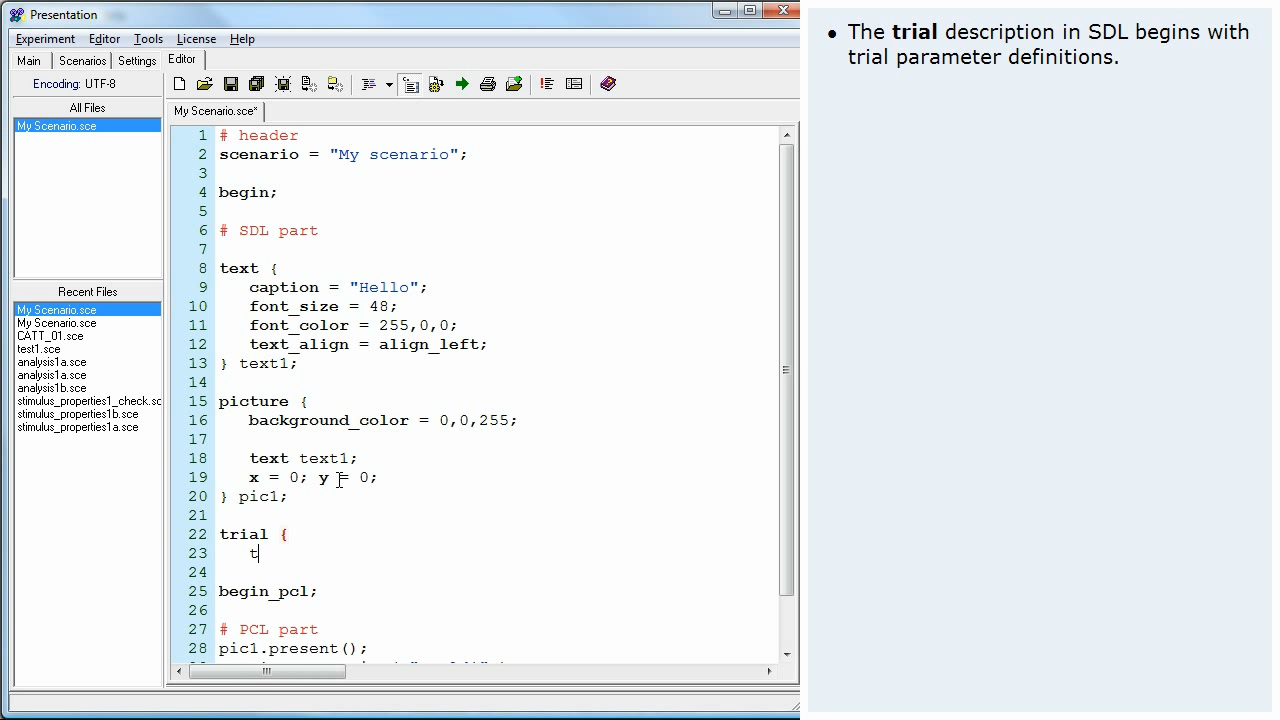 Presentation
Experiment Editor Tools License Help
Main Scenarios Settings Editor
Encoding: UTF-8
All Files
My Scenario.sce
Recent Files
My Scenario.sce
My Scenario.sce
CATT_01.sce
test1.sce
analysis1a.sce
analysis1a.sce
analysis1b.sce
stimulus_properties1_check.sc
stimulus_properties1b.sce
stimulus_properties1a.sce
My Scenario.sce*
1 # header
2 scenario = "My scenario";
3
4 begin;
5
6 # SDL part
7
8 text {
9 caption = "Hello";
10 font_size = 48;
11 font_color = 255,0,0;
12 text_align = align_left;
13 } text1;
14
15 picture {
16 background_color = 0,0,255;
17
18 text text1;
19 x = 0; y = 0;
20 } pic1;
21
22 trial {
23 t
24
25 begin_pcl;
26
27 # PCL part
28 pic1.present();
• The trial description in SDL begins with
trial parameter definitions.